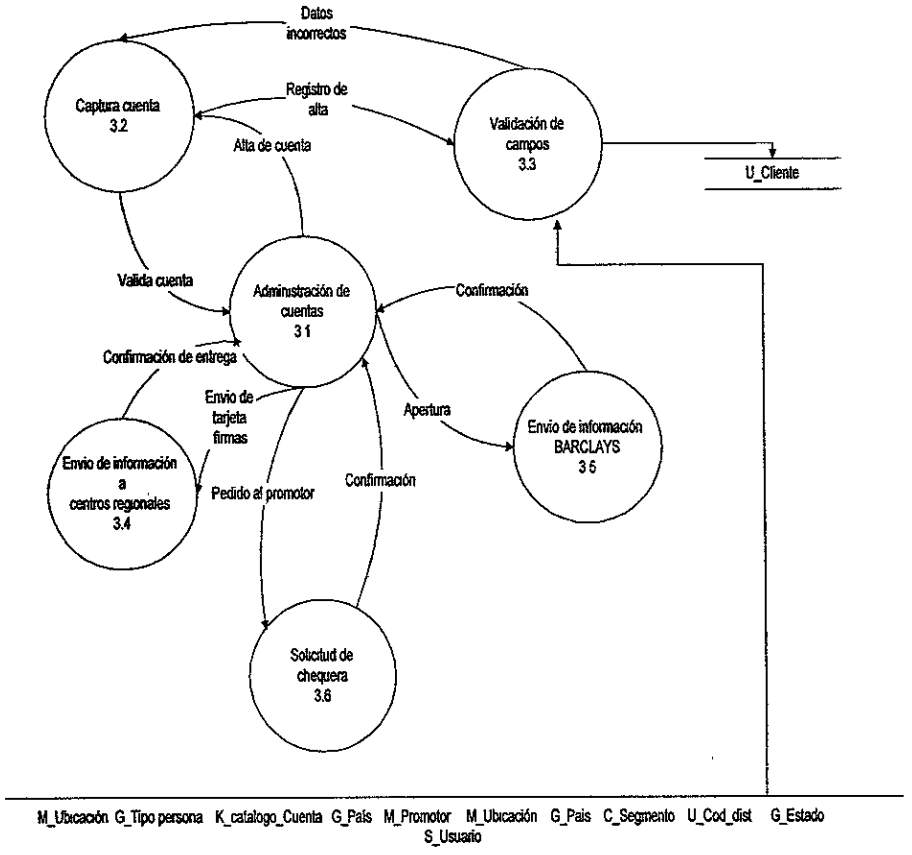 Datos
incorrectos
Captura cuenta
3.2
Registro de
alta
Validación de
campos
3.3
Alta de cuenta
U_Cliente
Valida cuenta
Administración de
cuentas
3 1
Confirmación
Confirmación de entrega
Envio de
tarjeta
firmas
Apertura
Envio de información
BARCLAYS
3 5
Envio de información
a
centros regionales
3.4
Pedido al promotor
Confirmación
Solicitud de
chequera
3.6
M_Ubicación G_Tipo persona K_catalogo_Cuenta G_País M_Promotor M_Ubicación G_Pais C_Segmento U_Cod_dist G_Estado
S_Usuario